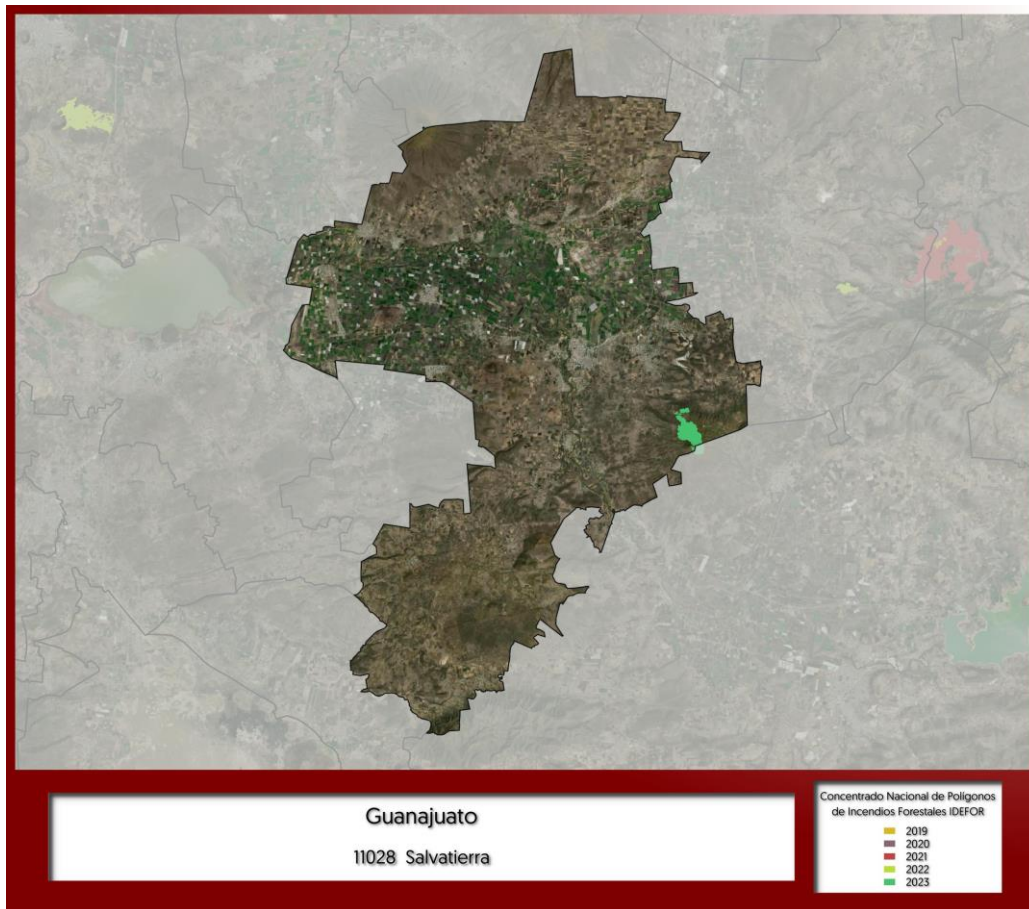 Guanajuato
11028 Salvatierra
Concentrado Nacional de Polígonos
de Incendios Forestales IDEFOR
2019
2020
2021
2022
2023